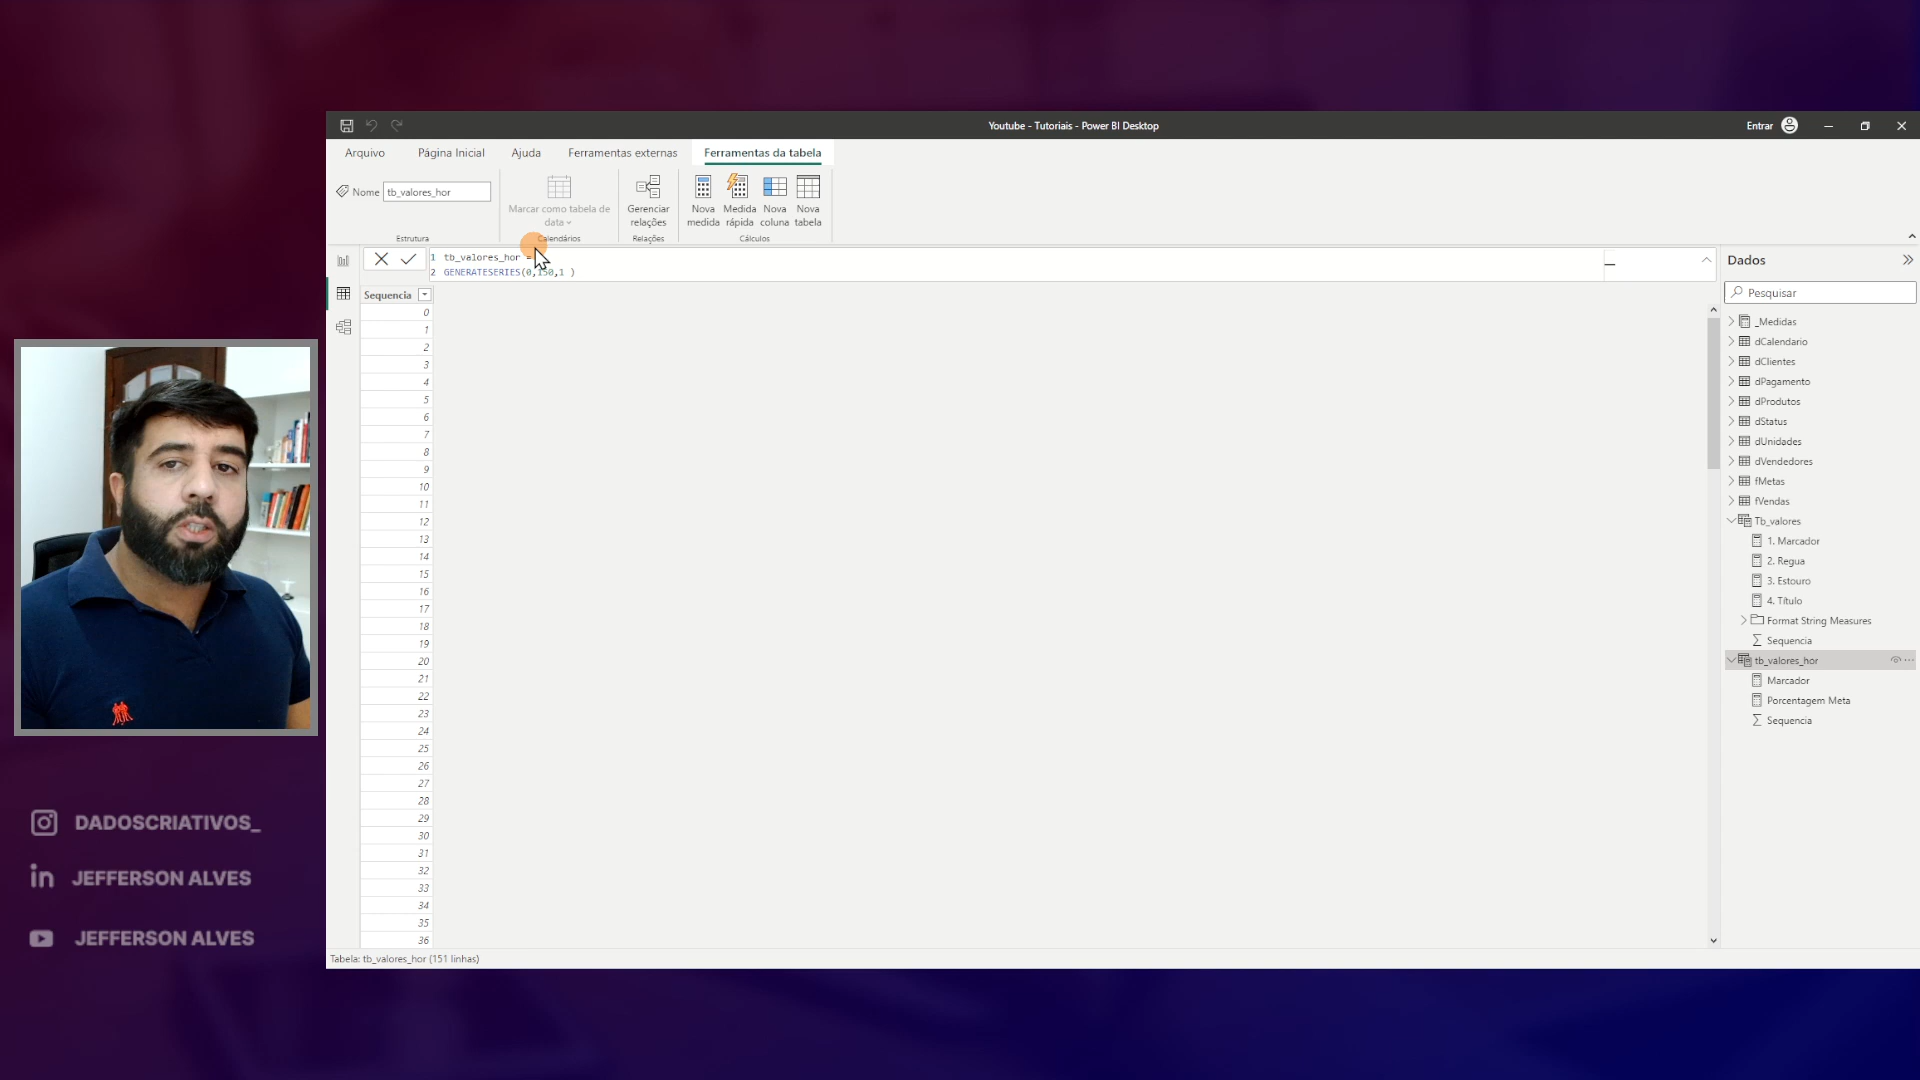 Youtube - Tutoriais - Power BI Desktop
Entrar
Arquivo
Página Inicial
Ajuda
Ferramentas externas
Ferramentas da tabela
Nome
tb_valores_hor
Marcar como tabela de
data
Gerenciar
relações
Nova
medida
Medida
rápida
Nova
coluna
Nova
tabela
Estrutura
Calendários
Relações
Cálculos
1 tb_valores_hor =
2 GENERATESERIES(0,150,1 )
Sequencia
0
1
2
3
4
5
6
7
8
9
10
11
12
13
14
15
16
17
18
19
20
21
22
23
24
25
26
27
28
29
30
31
32
33
34
35
36
Tabela: tb_valores_hor (151 linhas)
Dados
Pesquisar
_Medidas
dCalendario
dClientes
dPagamento
dProdutos
dStatus
dUnidades
dVendedores
fMetas
fVendas
Tb_valores
1. Marcador
2. Regua
3. Estouro
4. Título
Format String Measures
Sequencia
tb_valores_hor
Marcador
Porcentagem Meta
Sequencia
DADOSCRIATIVOS_
in JEFFERSON ALVES
JEFFERSON ALVES